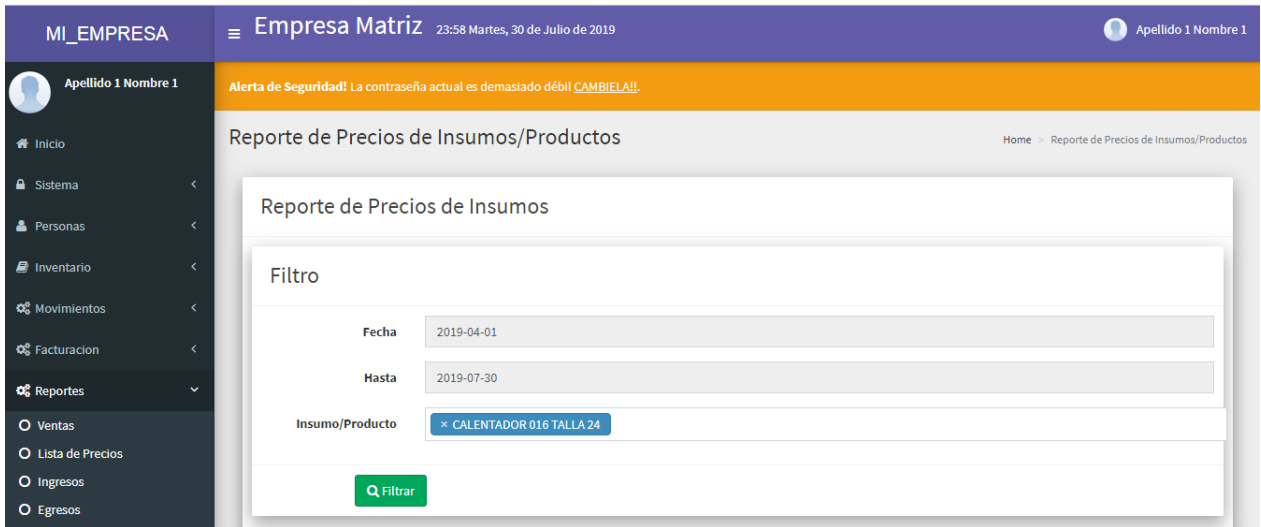 MI_EMPRESA
Empresa Matriz 23:58 Martes, 30 de Julio de 2019
Apellido 1 Nombre 1
Apellido 1 Nombre 1
Inicio
Sistema
Personas
Inventario
Movimientos
Facturacion
Reportes
Ventas
Lista de Precios
Ingresos
Egresos
Alerta de Seguridad! La contraseña actual es demasiado débil CAMBIELA!!.
Reporte de Precios de Insumos/Productos
Home > Reporte de Precios de Insumos/Productos
Reporte de Precios de Insumos
Filtro
Fecha 2019-04-01
Hasta 2019-07-30
Insumo/Producto × CALENTADOR 016 TALLA 24
Filtrar